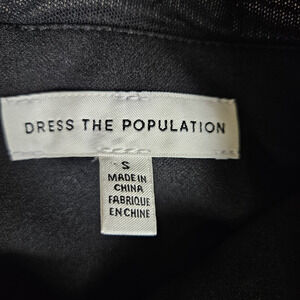 DRESS THE POPULATION
S
MADE IN
CHINA
FABRIQUE
EN CHINE